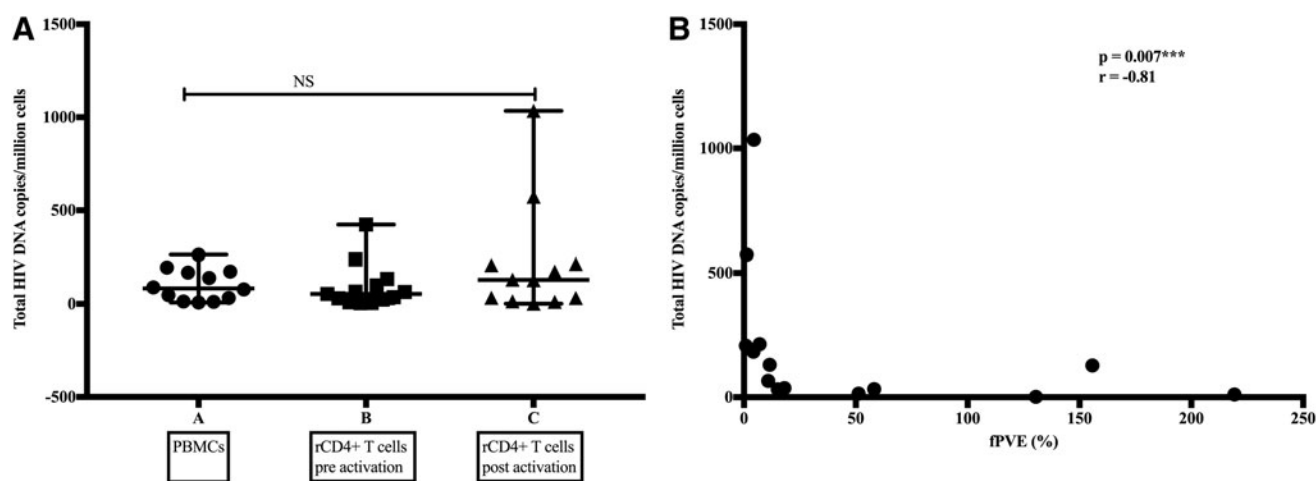 A
Total HIV DNA copies/million cells
1500
1000
500
0
-500
NS
A
B
C
PBMCs
rCD4+ T cells
pre activation
rCD4+ T cells
post activation
B
Total HIV DNA copies/million cells
1500
1000
500
0
p = 0.007***
r = -0.81
0
50
100
150
200
250
fPVE (%)